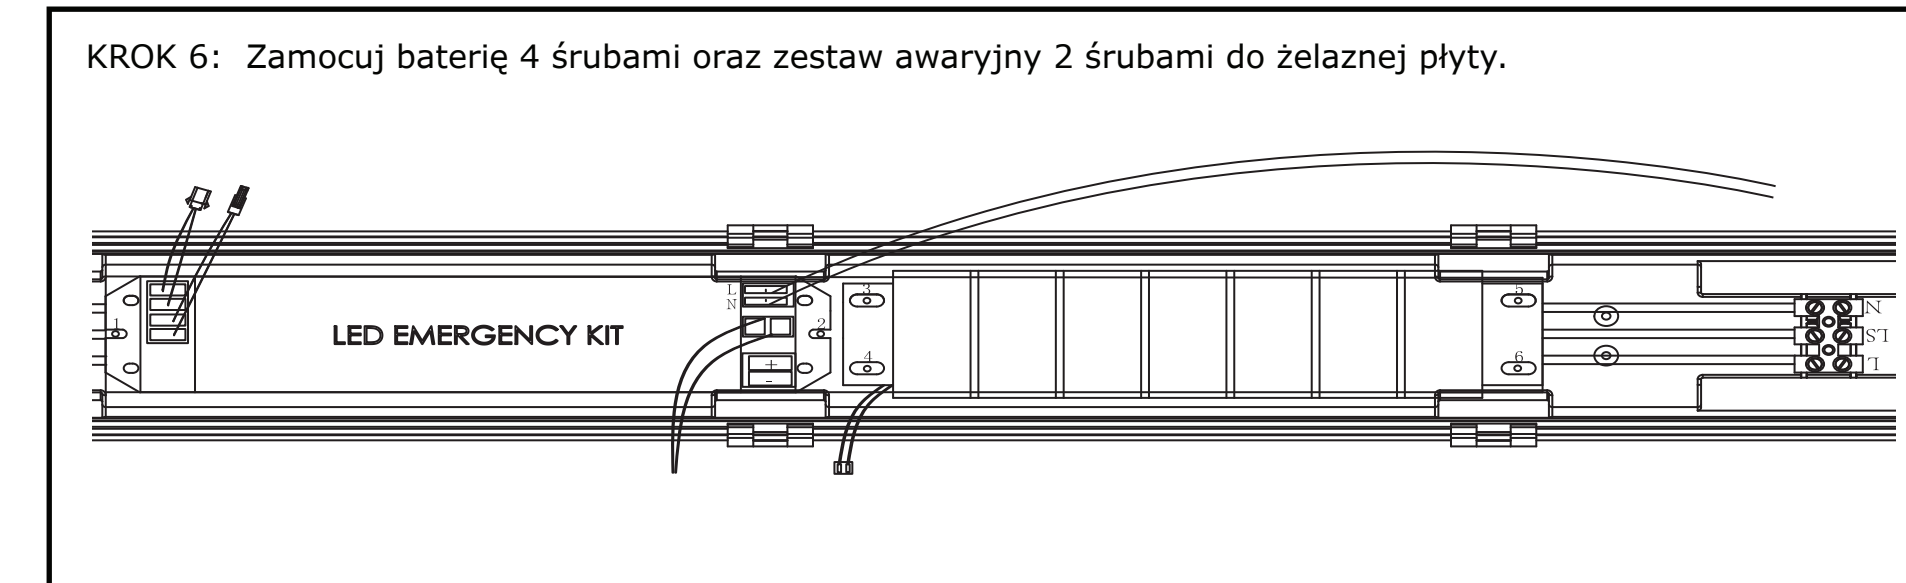 KROK 6: Zamocuj baterię 4 śrubami oraz zestaw awaryjny 2 śrubami do żelaznej płyty.
L
N
1
LED EMERGENCY KIT
2
+
-
3
4
5
6
N
LS
L